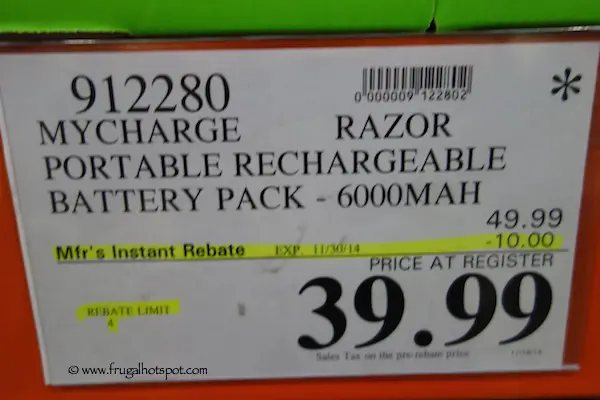 912280
0 000009 122802
*
MYCHARGE RAZOR
PORTABLE RECHARGEABLE
BATTERY PACK - 6000MAH
49.99
Mfr's Instant Rebate EXP. 11/30/14 -10.00
PRICE AT REGISTER
39.99
REBATE LIMIT
4
Sales Tax on the pre-rebate price
© www.frugalhotspot.com